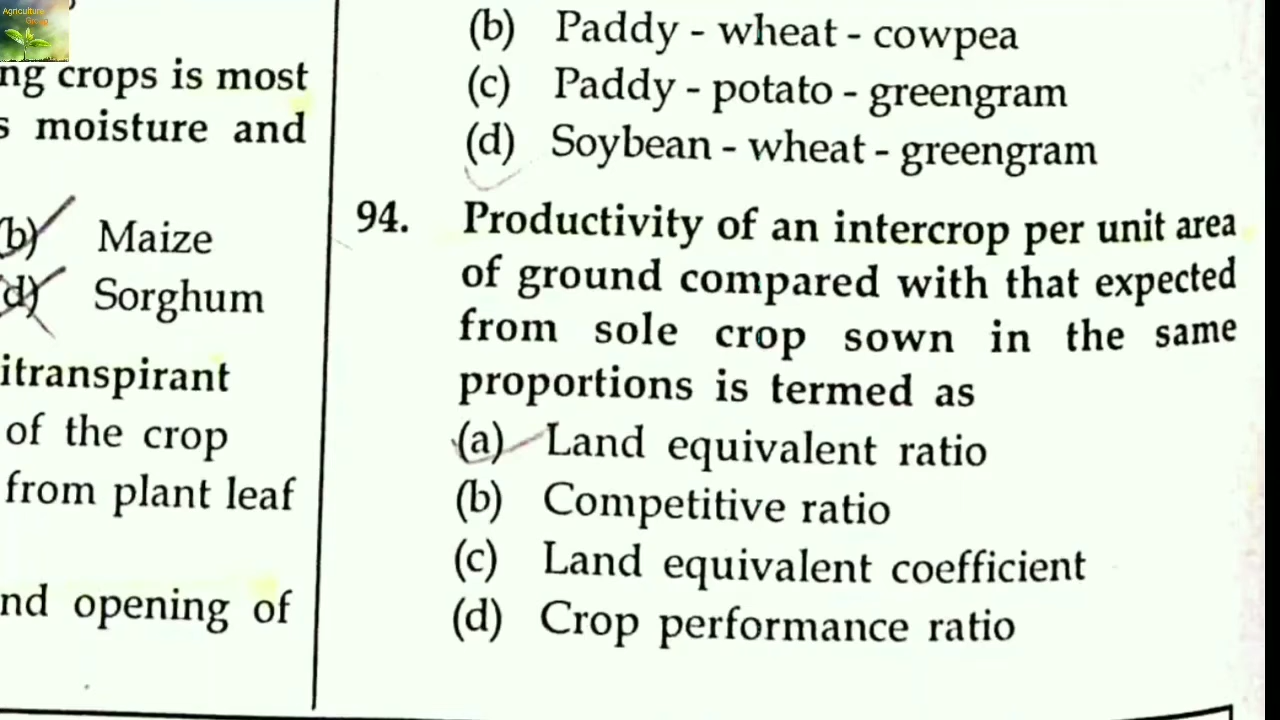 Agriculture
Group
ng crops is most
s moisture and
(b) Maize
(d) Sorghum
itranspirant
of the crop
from plant leaf
nd opening of
(b) Paddy - wheat - cowpea
(c) Paddy - potato - greengram
(d) Soybean - wheat - greengram
94. Productivity of an intercrop per unit area
of ground compared with that expected
from sole crop sown in the same
proportions is termed as
(a) Land equivalent ratio
(b) Competitive ratio
(c) Land equivalent coefficient
(d) Crop performance ratio